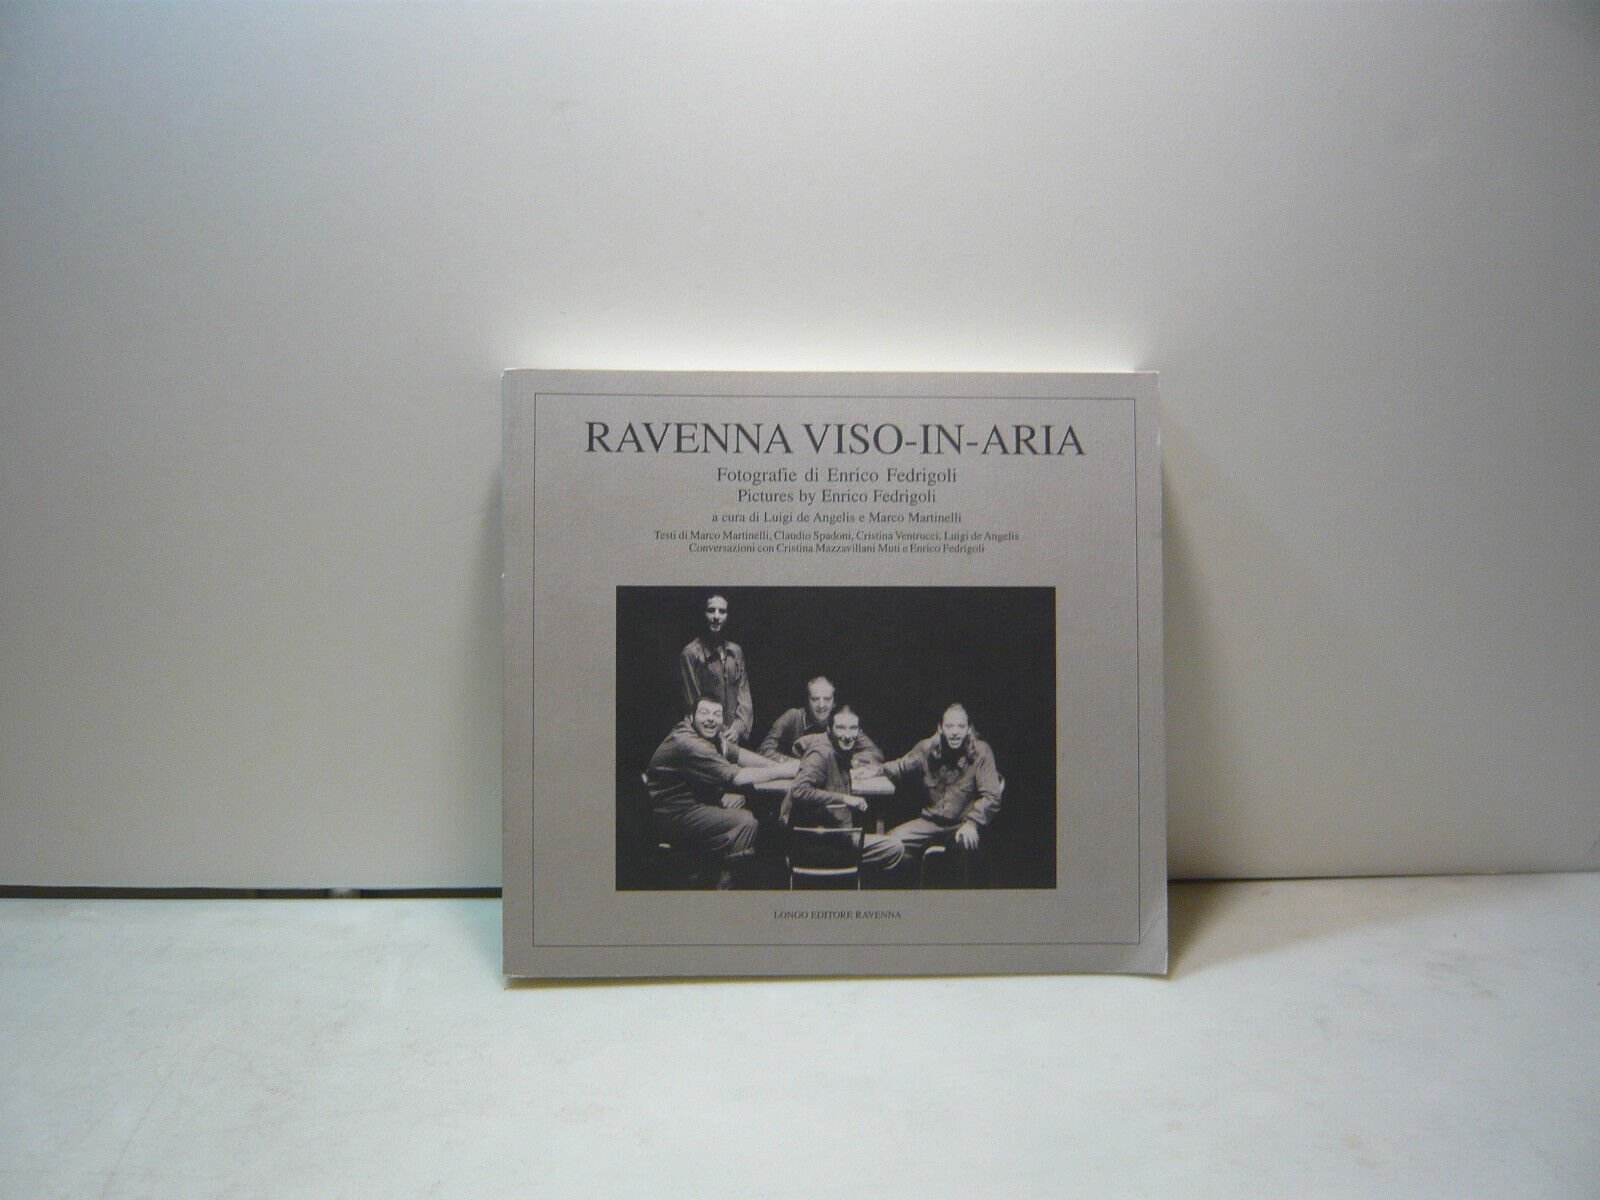 RAVENNA VISO-IN-ARIA
Fotografie di Enrico Fedrigoli
Pictures by Enrico Fedrigoli
a cura di Luigi de Angelis e Marco Martinelli
Testi di Marco Martinelli, Claudio Spadoni, Cristina Ventrucci, Luigi de Angelis
Conversazioni con Cristina Mazzavillani Muti e Enrico Fedrigoli
LONGO EDITORE RAVENNA